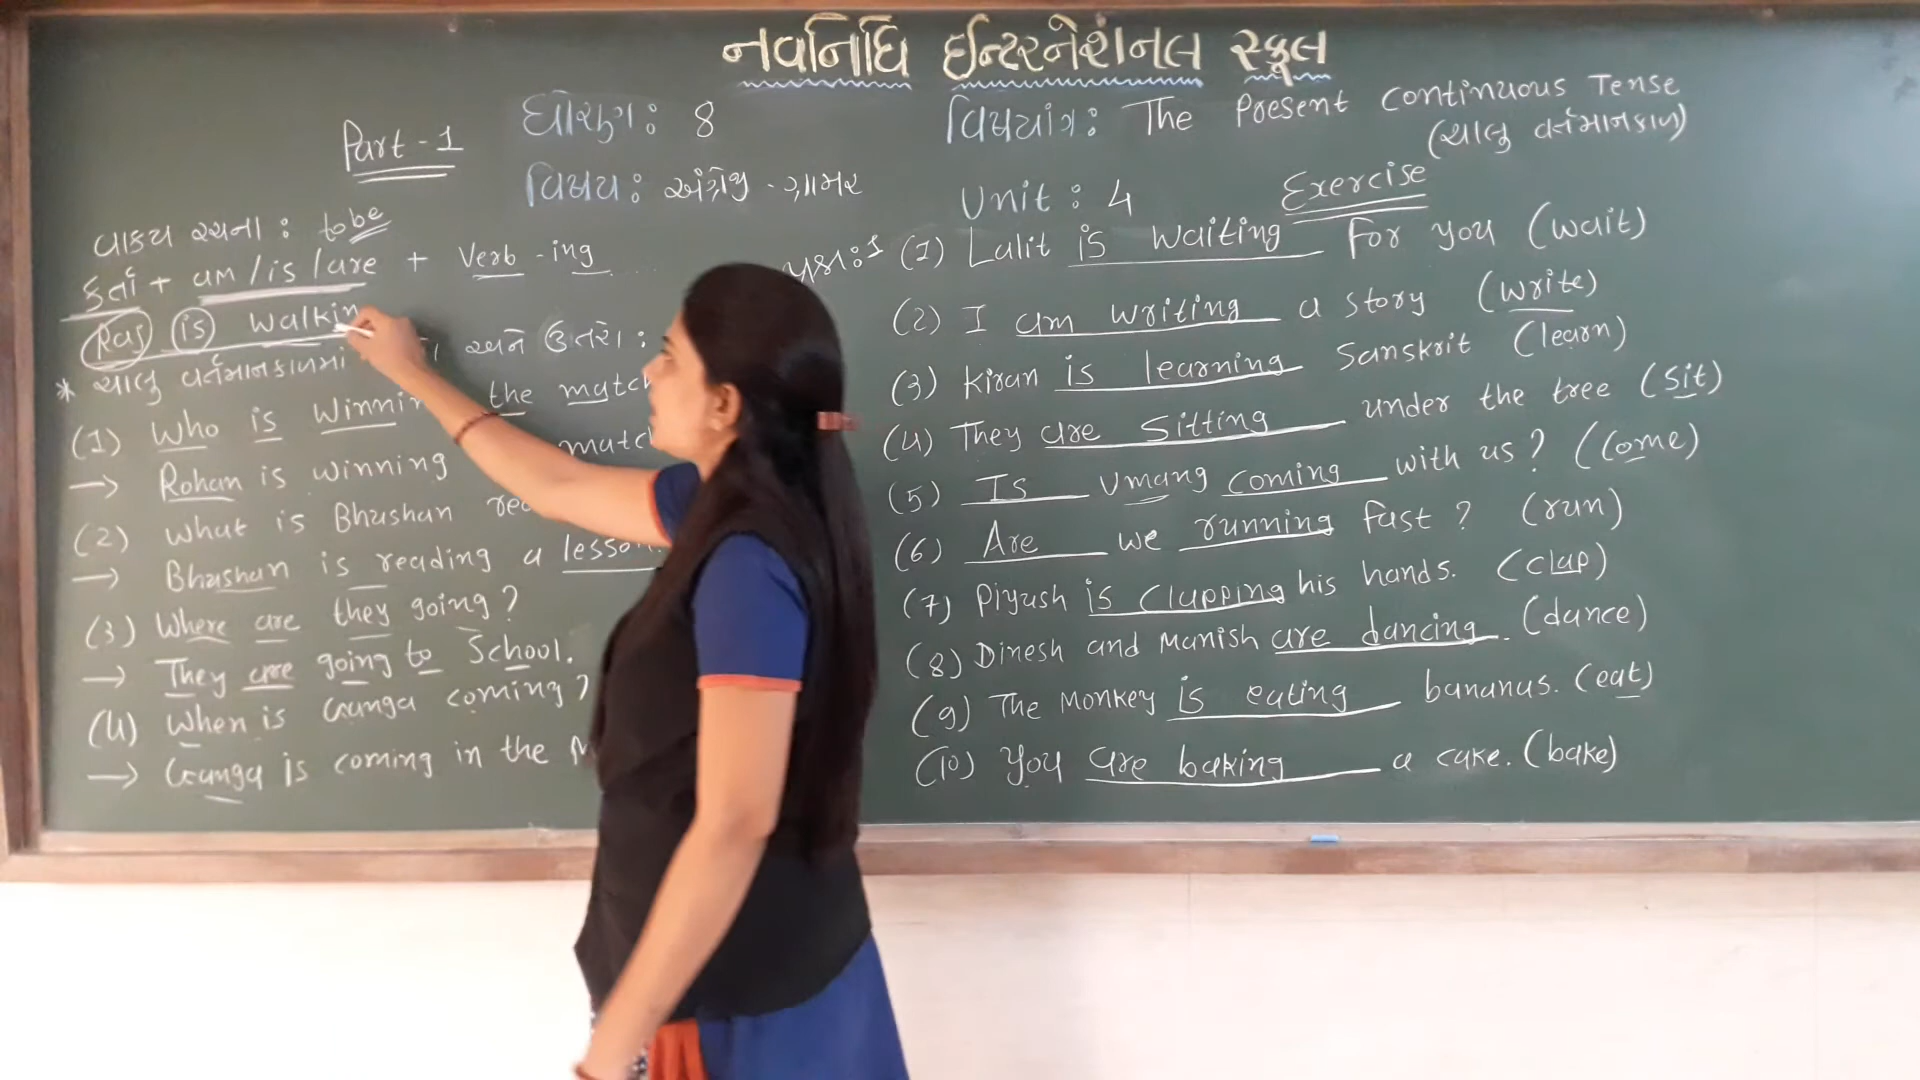 નવનિધિ ઈન્ટરનેશનલ સ્કૂલ
Part-1
ધોરણ: 8
વિષય: અંગ્રેજી - ગ્રામર
વિષયાંગ: The Present Continuous Tense
(ચાલુ વર્તમાનકાળ)
Unit: 4
Exercise
વાક્ય રચના: to be
કર્તા + am/is/are + Verb-ing
Raj is walkin
* ચાલુ વર્તમાનકાળમાં અને ઉતરો:
(1) Who is winnin the match
→ Rohan is winning match
(2) What is Bhushan
→ Bhushan is reading a lesson.
(3) Where are they going?
→ They are going to School.
(4) When is Ganga coming?
→ Ganga is coming in the
પ્રશ્ન:1 (1) Lalit is waiting for you (wait)
(2) I am writing a story (write)
(3) Kiran is learning Sanskrit (learn)
(4) They are sitting under the tree (sit)
(5) Is Umang coming with us? (come)
(6) Are we running fast? (run)
(7) Piyush is clapping his hands. (clap)
(8) Dinesh and Manish are dancing. (dance)
(9) The Monkey is eating bananas. (eat)
(10) You are baking a cake. (bake)